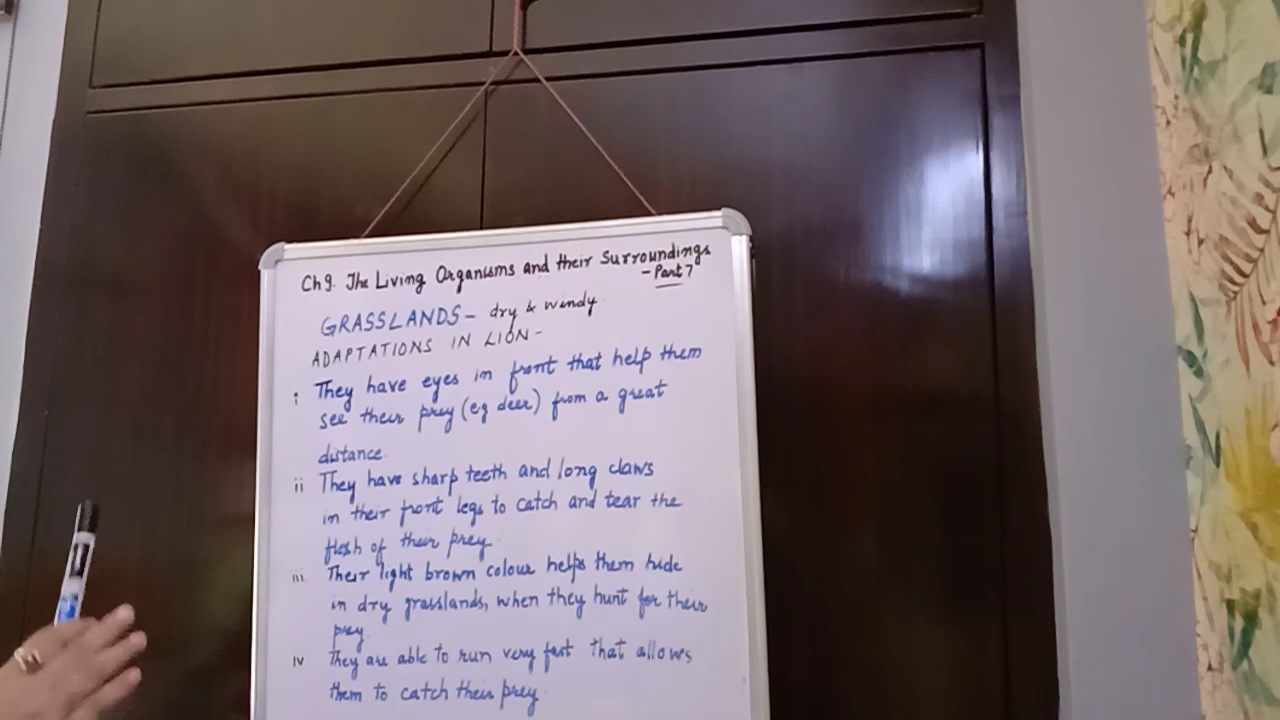 Ch 9. The Living Organisms and their Surroundings
- Part 7
GRASSLANDS - dry & windy
ADAPTATIONS IN LION -
i They have eyes in front that help them
see their prey (eg deer) from a great
distance.
ii They have sharp teeth and long claws
in their front legs to catch and tear the
flesh of their prey
iii. Their light brown colour helps them hide
in dry grasslands, when they hunt for their
prey
iv They are able to run very fast that allows
them to catch their prey.